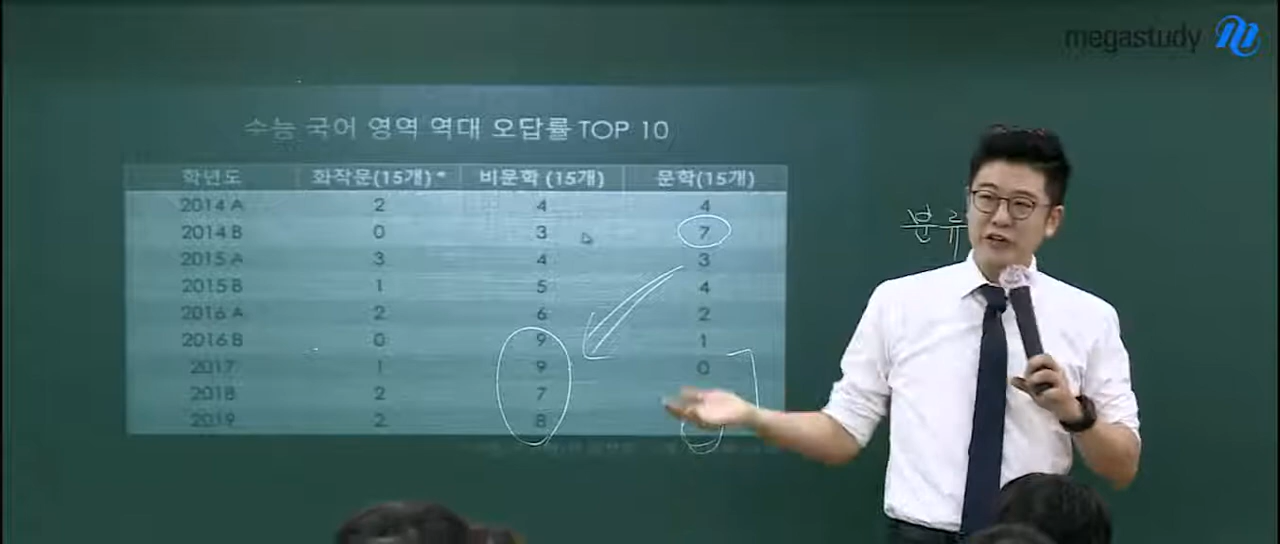 megastudy
수능 국어 영역 역대 오답률 TOP 10
학년도 화작문(15개)* 비문학 (15개) 문학(15개)
2014 A 2 4 4
2014 B 0 3 7
2015 A 3 4 3
2015 B 1 5 4
2016 A 2 6 2
2016 B 0 9 1
2017 1 9 0
2018 2 7
2019 2 8
분류